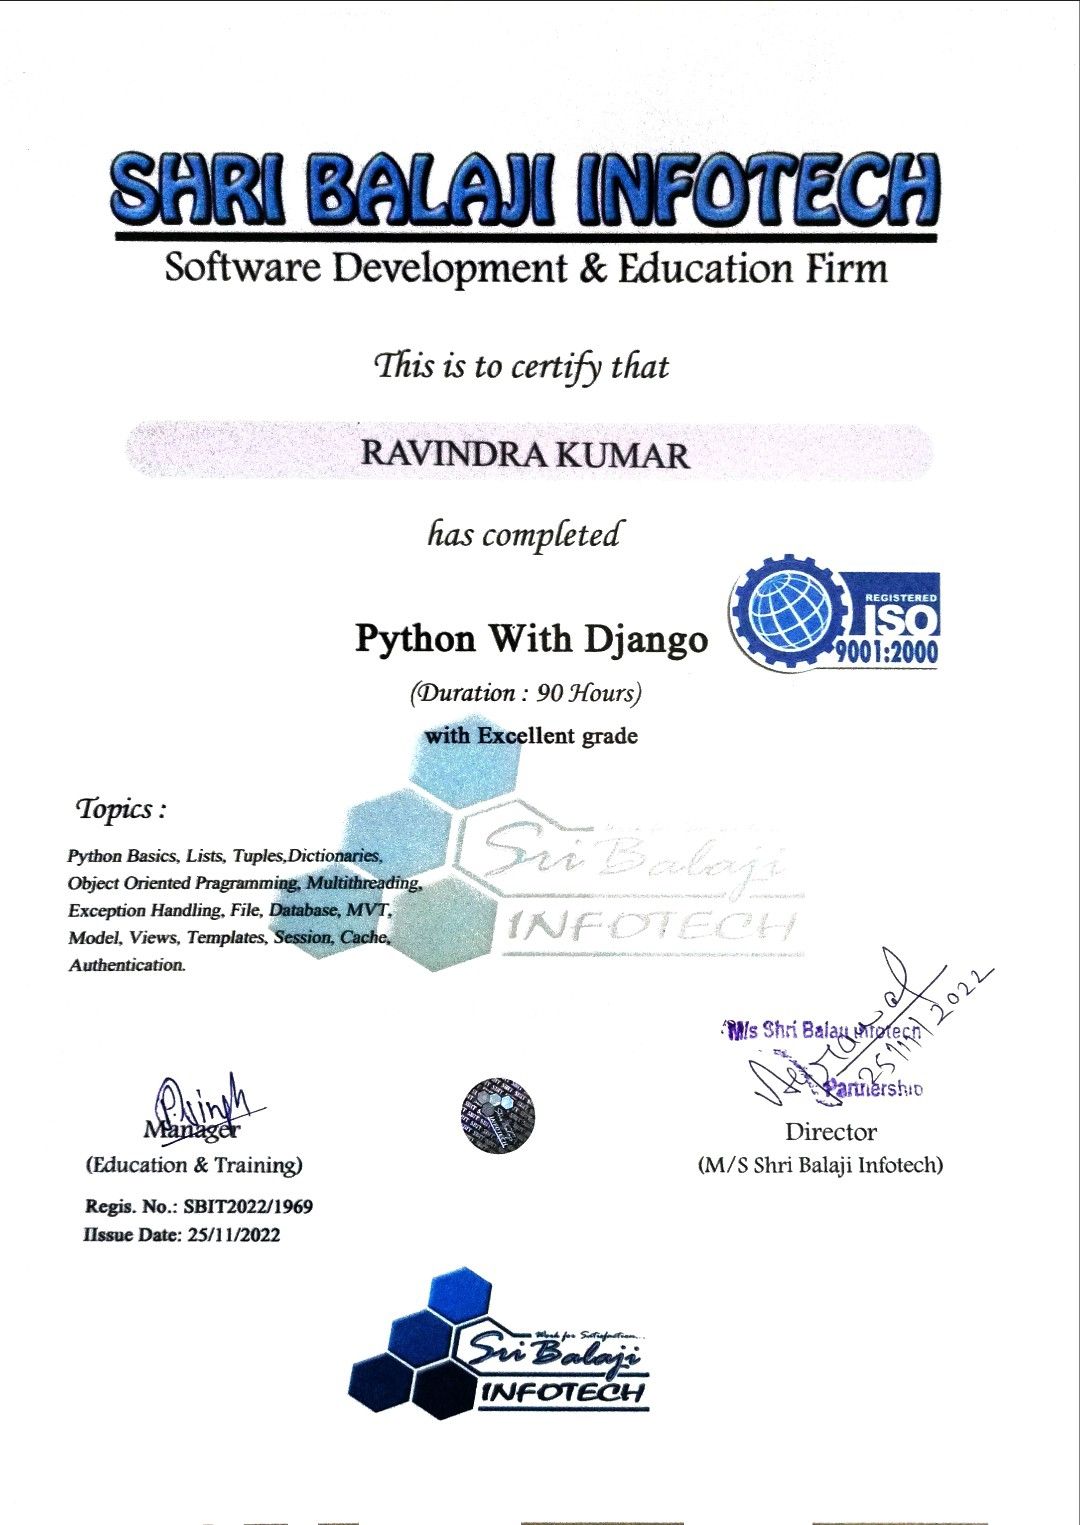 SHRI BALAJI INFOTECH
Software Development & Education Firm
This is to certify that
RAVINDRA KUMAR
has completed
REGISTERED
ISO
9001:2000
Python With Django
(Duration : 90 Hours)
with Excellent grade
Topics :
Python Basics, Lists, Tuples,Dictionaries,
Object Oriented Pragramming, Multithreading,
Exception Handling, File, Database, MVT,
Model, Views, Templates, Session, Cache,
Authentication.
Sri Balaji
INFOTECH
M/s Shri Balaji Infotech
25/11/2022
Partnership
P.Singh
Manager
(Education & Training)
Director
(M/S Shri Balaji Infotech)
Regis. No.: SBIT2022/1969
IIssue Date: 25/11/2022
Work for Satisfaction...
Sri Balaji
INFOTECH